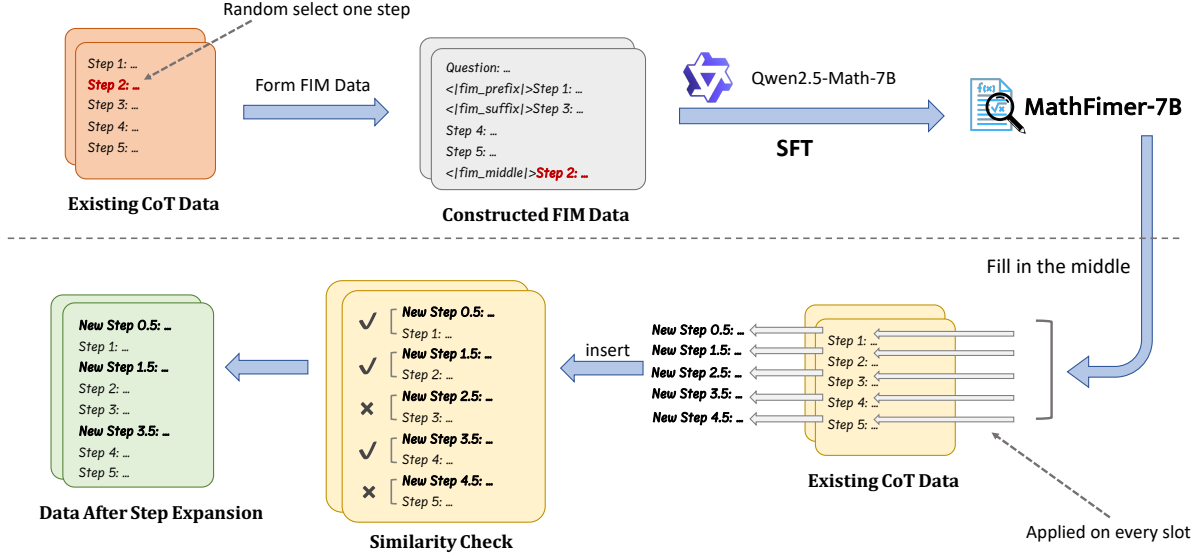 Random select one step
Step 1: ...
Step 2: ...
Step 3: ...
Step 4: ...
Step 5: ...
Existing CoT Data
Form FIM Data
Question: ...
<|fim_prefix|>Step 1: ...
<|fim_suffix|>Step 3: ...
Step 4: ...
Step 5: ...
<|fim_middle|>Step 2: ...
Constructed FIM Data
Qwen2.5-Math-7B
SFT
f(x)
√x
MathFimer-7B
Fill in the middle
New Step 0.5: ...
Step 1: ...
New Step 1.5: ...
Step 2: ...
Step 3: ...
New Step 3.5: ...
Step 4: ...
Step 5: ...
Data After Step Expansion
New Step 0.5: ...
Step 1: ...
New Step 1.5: ...
Step 2: ...
New Step 2.5: ...
Step 3: ...
New Step 3.5: ...
Step 4: ...
New Step 4.5: ...
Step 5: ...
Similarity Check
insert
New Step 0.5: ...
New Step 1.5: ...
New Step 2.5: ...
New Step 3.5: ...
New Step 4.5: ...
Step 1: ...
Step 2: ...
Step 3: ...
Step 4: ...
Step 5: ...
Existing CoT Data
Applied on every slot